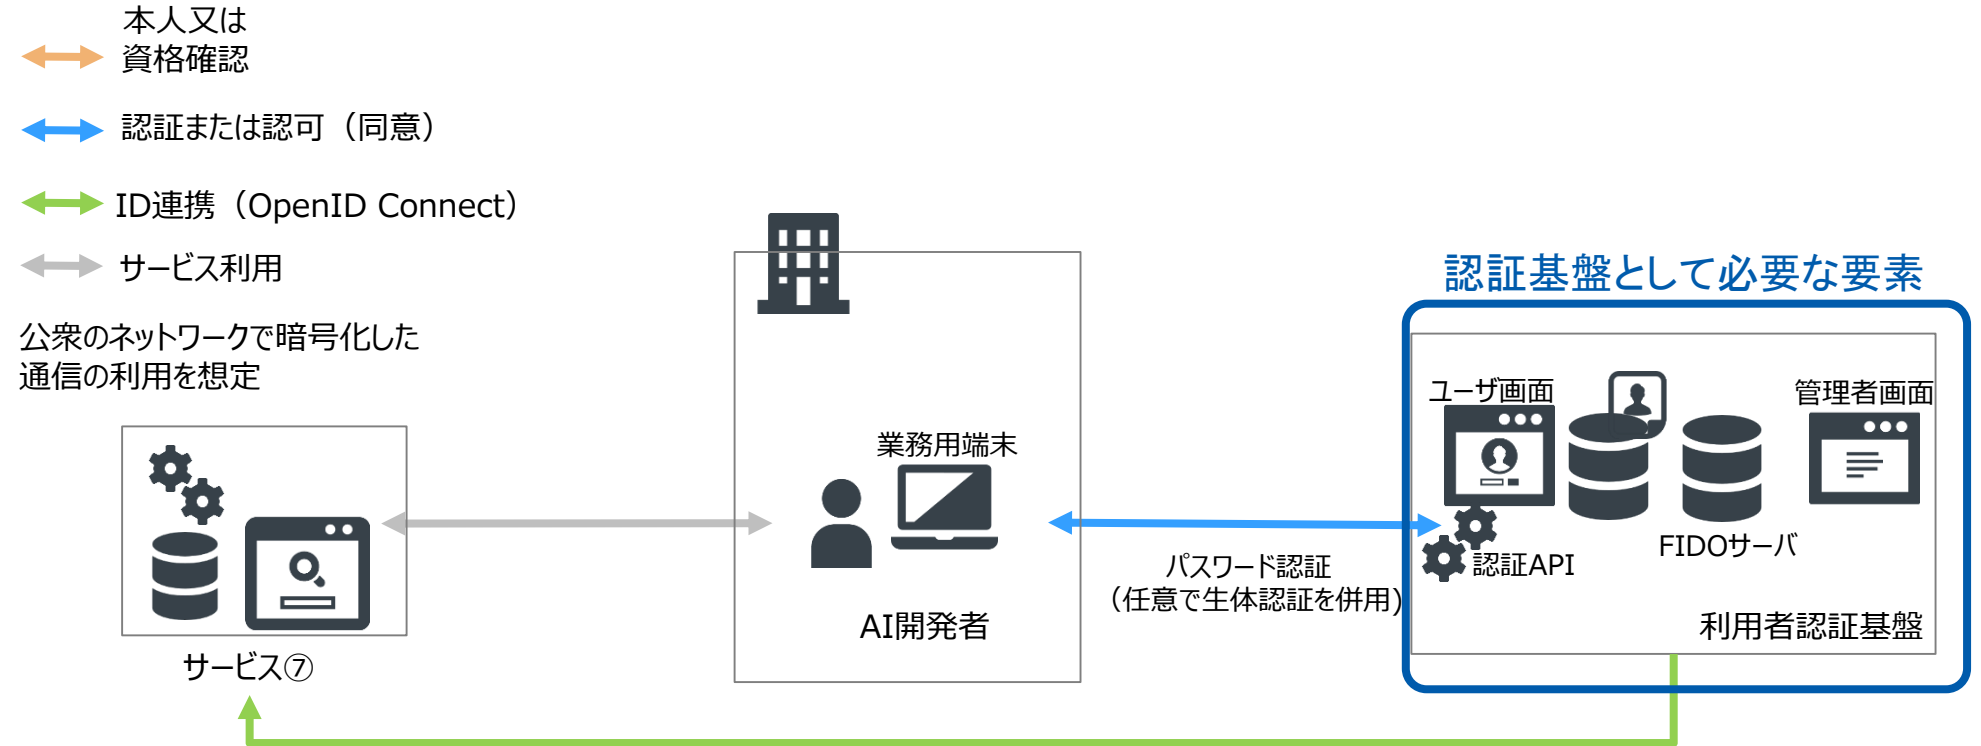 本人又は
資格確認
認証または認可（同意）
ID連携（OpenID Connect）
サービス利用
公衆のネットワークで暗号化した
通信の利用を想定
サービス⑦
業務用端末
AI開発者
パスワード認証
（任意で生体認証を併用)
認証基盤として必要な要素
ユーザ画面
管理者画面
認証API
FIDOサーバ
利用者認証基盤